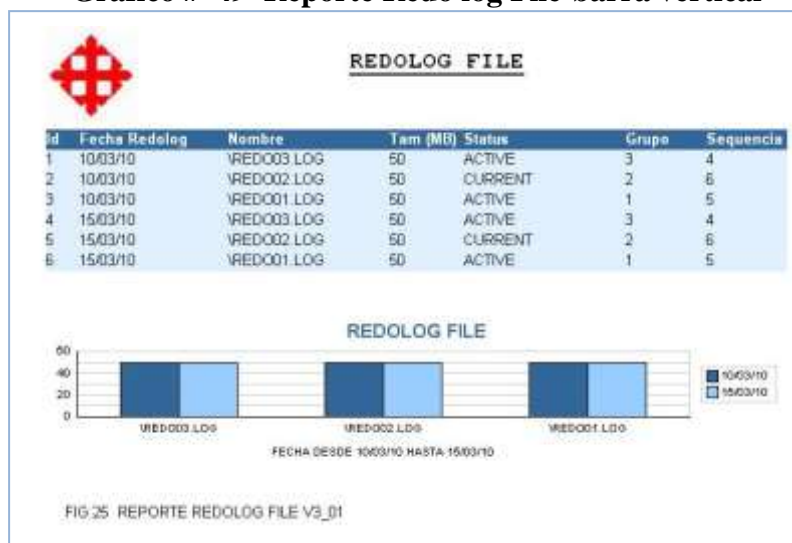 REDOLOG FILE
Id Fecha Redolog Nombre Tam (MB) Status Grupo Sequencia
1 10/03/10 \REDO03.LOG 50 ACTIVE 3 4
2 10/03/10 \REDO02.LOG 50 CURRENT 2 6
3 10/03/10 \REDO01.LOG 50 ACTIVE 1 5
4 15/03/10 \REDO03.LOG 50 ACTIVE 3 4
5 15/03/10 \REDO02.LOG 50 CURRENT 2 6
6 15/03/10 \REDO01.LOG 50 ACTIVE 1 5
REDOLOG FILE
60
40
20
0
\REDO03.LOG \REDO02.LOG \REDO01.LOG
10/03/10
15/03/10
FECHA DESDE 10/03/10 HASTA 15/03/10
FIG 25 REPORTE REDOLOG FILE V3_01